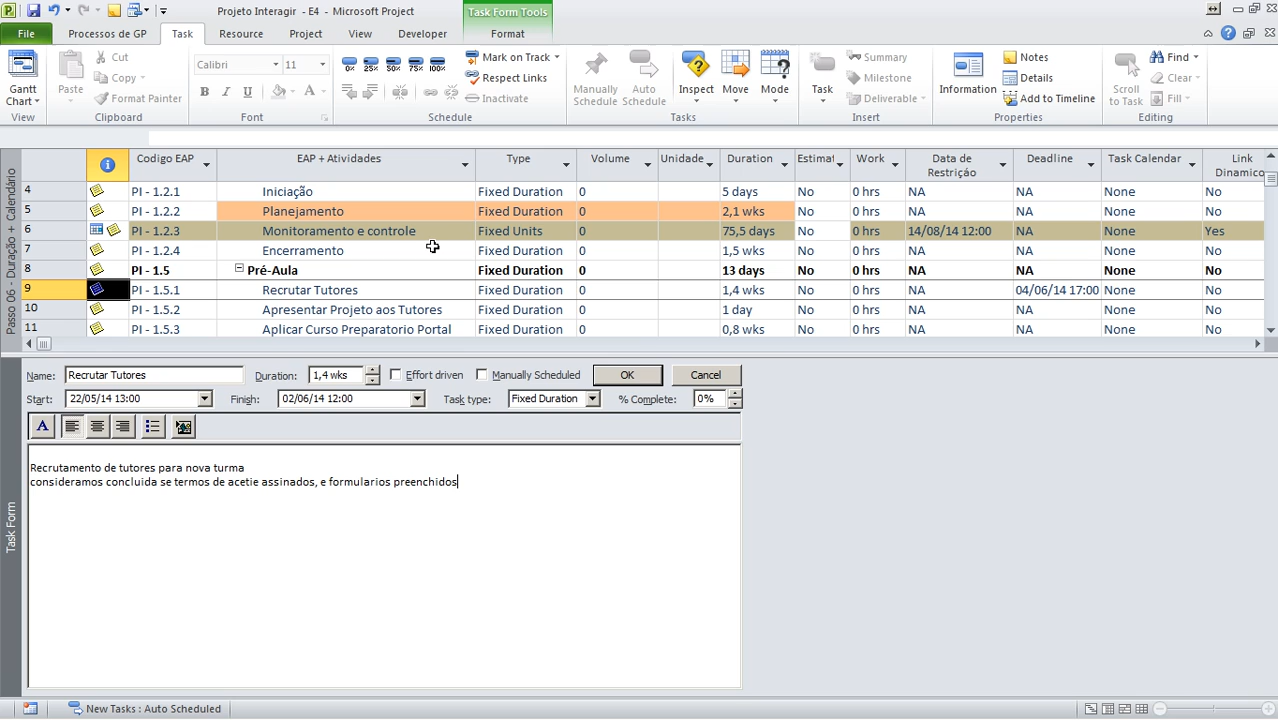 Projeto Interagir - E4 - Microsoft Project
Task Form Tools
File Processos de GP Task Resource Project View Developer Format
Gantt Chart
View
Paste
Cut
Copy
Format Painter
Clipboard
Calibri 11
B I U A
Font
0% 25% 50% 75% 100%
Mark on Track
Respect Links
Inactivate
Schedule
Manually Schedule
Auto Schedule
Inspect
Move
Mode
Tasks
Task
Summary
Milestone
Deliverable
Insert
Information
Notes
Details
Add to Timeline
Properties
Scroll to Task
Find
Clear
Fill
Editing
Passo 06 - Duração + Calendário
Codigo EAP EAP + Atividades Type Volume Unidade Duration Estimat Work Data de Restrição Deadline Task Calendar Link Dinamico
4 PI - 1.2.1 Iniciação Fixed Duration 0 5 days No 0 hrs NA NA None No
5 PI - 1.2.2 Planejamento Fixed Duration 0 2,1 wks No 0 hrs NA NA None No
6 PI - 1.2.3 Monitoramento e controle Fixed Units 0 75,5 days No 0 hrs 14/08/14 12:00 NA None Yes
7 PI - 1.2.4 Encerramento Fixed Duration 0 1,5 wks No 0 hrs NA NA None No
8 PI - 1.5 Pré-Aula Fixed Duration 0 13 days No 0 hrs NA NA None No
9 PI - 1.5.1 Recrutar Tutores Fixed Duration 0 1,4 wks No 0 hrs NA 04/06/14 17:00 None No
10 PI - 1.5.2 Apresentar Projeto aos Tutores Fixed Duration 0 1 day No 0 hrs NA NA None No
11 PI - 1.5.3 Aplicar Curso Preparatorio Portal Fixed Duration 0 0,8 wks No 0 hrs NA NA None No
Task Form
Name: Recrutar Tutores Duration: 1,4 wks Effort driven Manually Scheduled OK Cancel
Start: 22/05/14 13:00 Finish: 02/06/14 12:00 Task type: Fixed Duration % Complete: 0%
A
Recrutamento de tutores para nova turma
consideramos concluida se termos de acetie assinados, e formularios preenchidos
New Tasks : Auto Scheduled